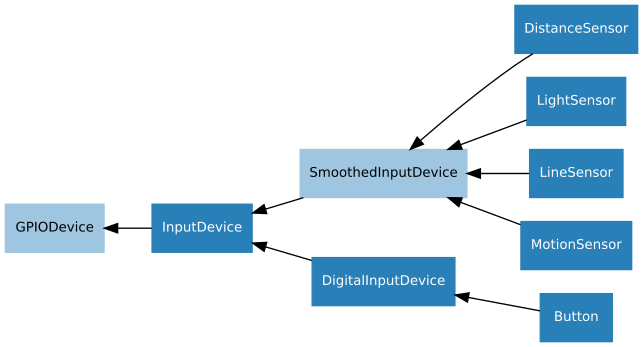 DistanceSensor
LightSensor
SmoothedInputDevice
LineSensor
GPIODevice
InputDevice
MotionSensor
DigitalInputDevice
Button